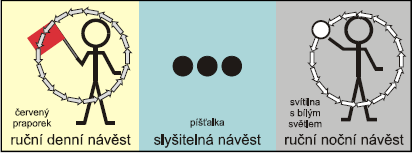 červený
praporek
ruční denní návěst
píšťalka
slyšitelná návěst
svítilna
s bílým
světlem
ruční noční návěst